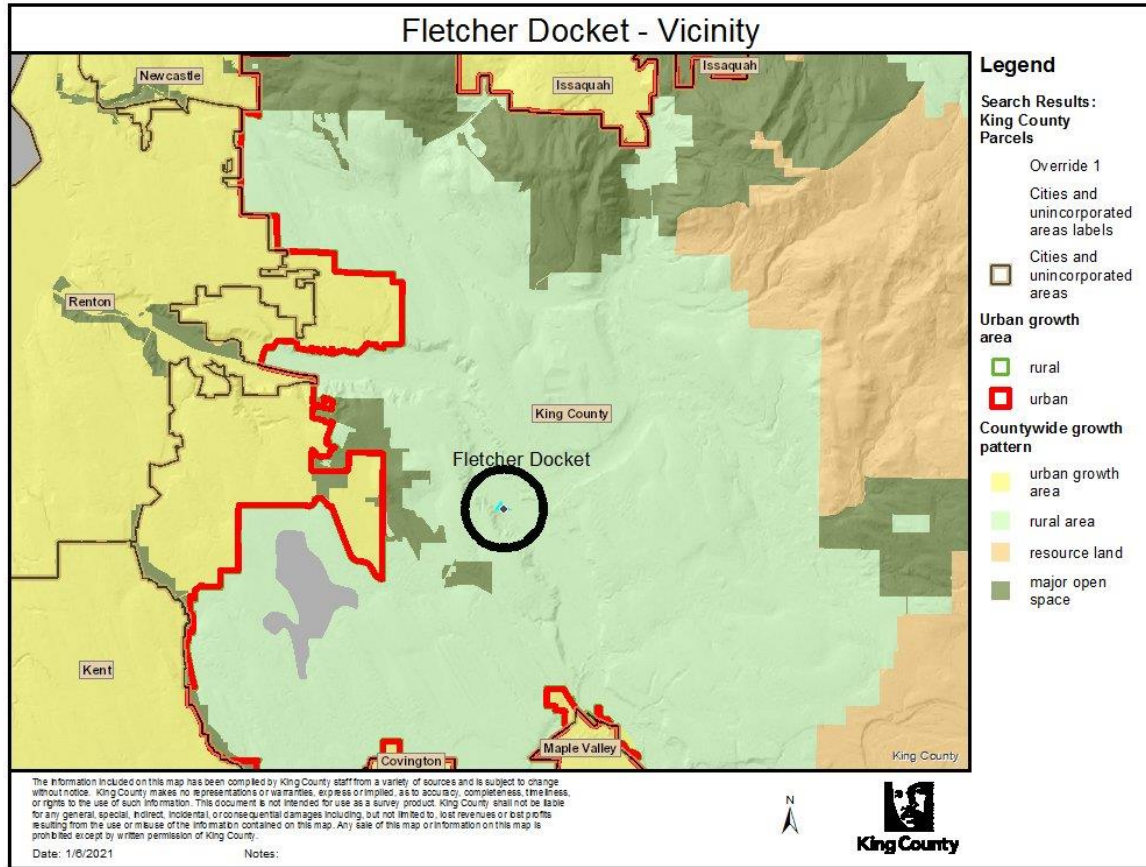 Fletcher Docket - Vicinity
Newcastle
Issaquah
Issaquah
Renton
King County
Fletcher Docket
Kent
Covington
Maple Valley
King County
Legend
Search Results:
King County
Parcels
Override 1
Cities and
unincorporated
areas labels
Cities and
unincorporated
areas
Urban growth
area
rural
urban
Countywide growth
pattern
urban growth
area
rural area
resource land
major open
space
The information included on this map has been compiled by King County staff from a variety of sources and is subject to change
without notice. King County makes no representations or warranties, express or implied, as to accuracy, completeness, timeliness,
or rights to the use of such information. This document is not intended for use as a survey product. King County shall not be liable
for any general, special, indirect, incidental, or consequential damages including, but not limited to, lost revenues or lost profits
resulting from the use or misuse of the information contained on this map. Any sale of this map or information on this map is
prohibited except by written permission of King County.
Date: 1/6/2021 Notes:
N
King County